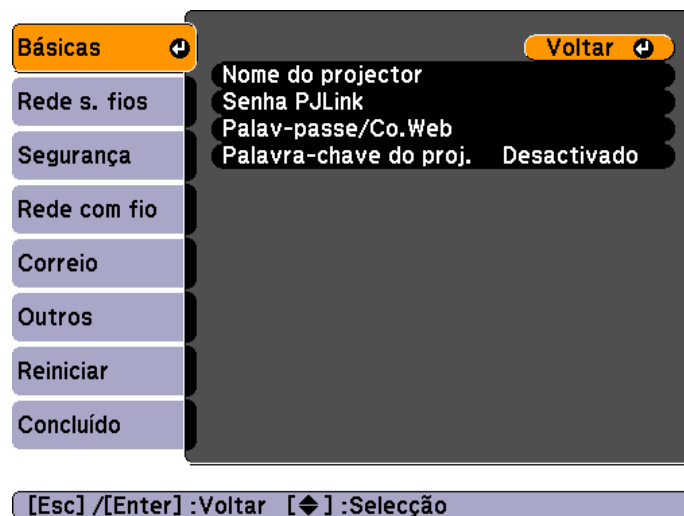 Básicas
Voltar
Nome do projector
Senha PJLink
Palav-passe/Co.Web
Palavra-chave do proj. Desactivado
Rede s. fios
Segurança
Rede com fio
Correio
Outros
Reiniciar
Concluído
[Esc] /[Enter] :Voltar [◆] :Selecção